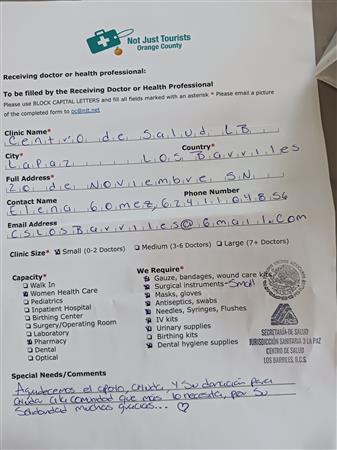 Not Just Tourists
Orange County
Receiving doctor or health professional:
To be filled by the Receiving Doctor or Health Professional
Please use BLOCK CAPITAL LETTERS and fill all fields marked with an asterisk * Please email a picture
of the completed form to oc@njt.net
Clinic Name*
Centro de Salud LB
City* Country*
La Paz Los Barriles
Full Address*
20 de NOViembre S.N
Contact Name Phone Number
Elena Gomez, 6241104856
Email Address
CSLOSBarriles@Gmail.com
Clinic Size* Small (0-2 Doctors) Medium (3-6 Doctors) Large (7+ Doctors)
Capacity* We Require*
Walk In Gauze, bandages, wound care kits
Women Health Care Surgical instruments -Small
Pediatrics Masks, gloves
Inpatient Hospital Antiseptics, swabs
Birthing Center Needles, Syringes, Flushes
Surgery/Operating Room IV kits
Laboratory Urinary supplies
Pharmacy Birthing kits
Dental Dental hygiene supplies
Optical
SECRETARÍA DE SALUD
JURISDICCIÓN SANITARIA 3 LA PAZ
CENTRO DE SALUD
LOS BARRILES, B.C.S.
Special Needs/Comments
Agradecemos el apoyo, ayuda, y Su donación para
ayudar a la comunidad que más lo necesita, por Su
Solidaridad muchas gracias...